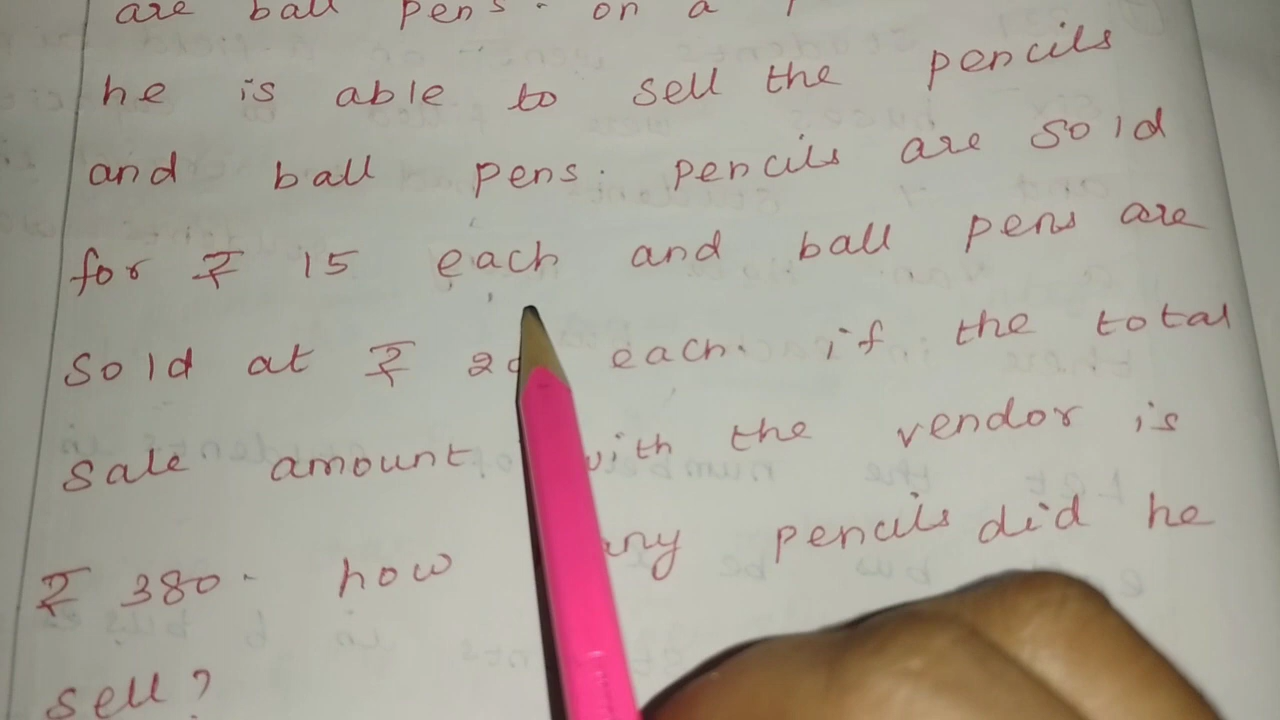 are ball pens. on a
he is able to sell the pencils
and ball pens. pencils are sold
for ₹ 15 each and ball pens are
sold at ₹ each. if the total
sale amount with the vendor is
₹ 380. how many pencils did he
sell?